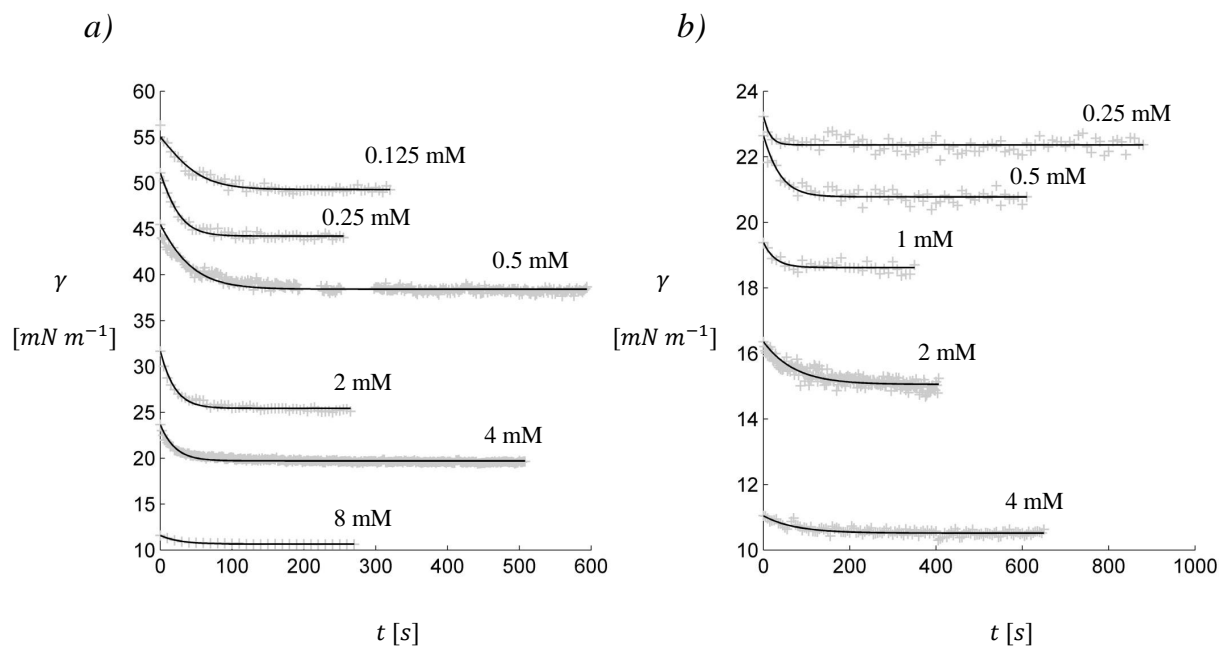 a)
60
55
50
45
40
35
30
25
20
15
10
0 100 200 300 400 500 600
0.125 mM
0.25 mM
0.5 mM
2 mM
4 mM
8 mM
γ
[mN m⁻¹]
t [s]
b)
24
22
20
18
16
14
12
10
0 200 400 600 800 1000
0.25 mM
0.5 mM
1 mM
2 mM
4 mM
γ
[mN m⁻¹]
t [s]